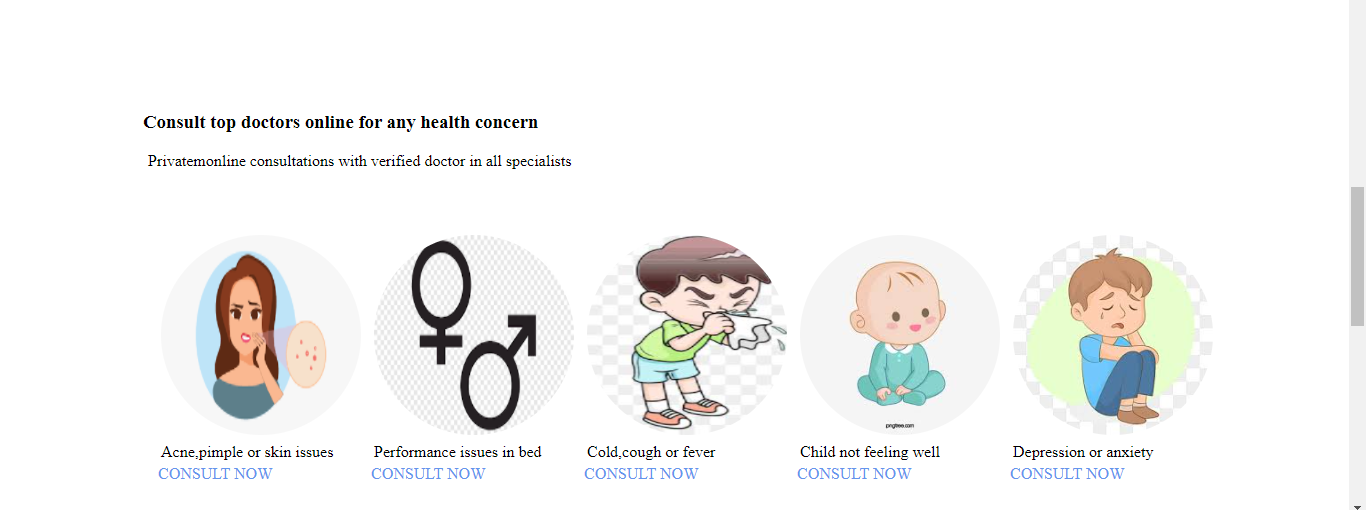 Consult top doctors online for any health concern
Privatemonline consultations with verified doctor in all specialists
pngtree.com
Acne,pimple or skin issues
Performance issues in bed
Cold,cough or fever
Child not feeling well
Depression or anxiety
CONSULT NOW
CONSULT NOW
CONSULT NOW
CONSULT NOW
CONSULT NOW